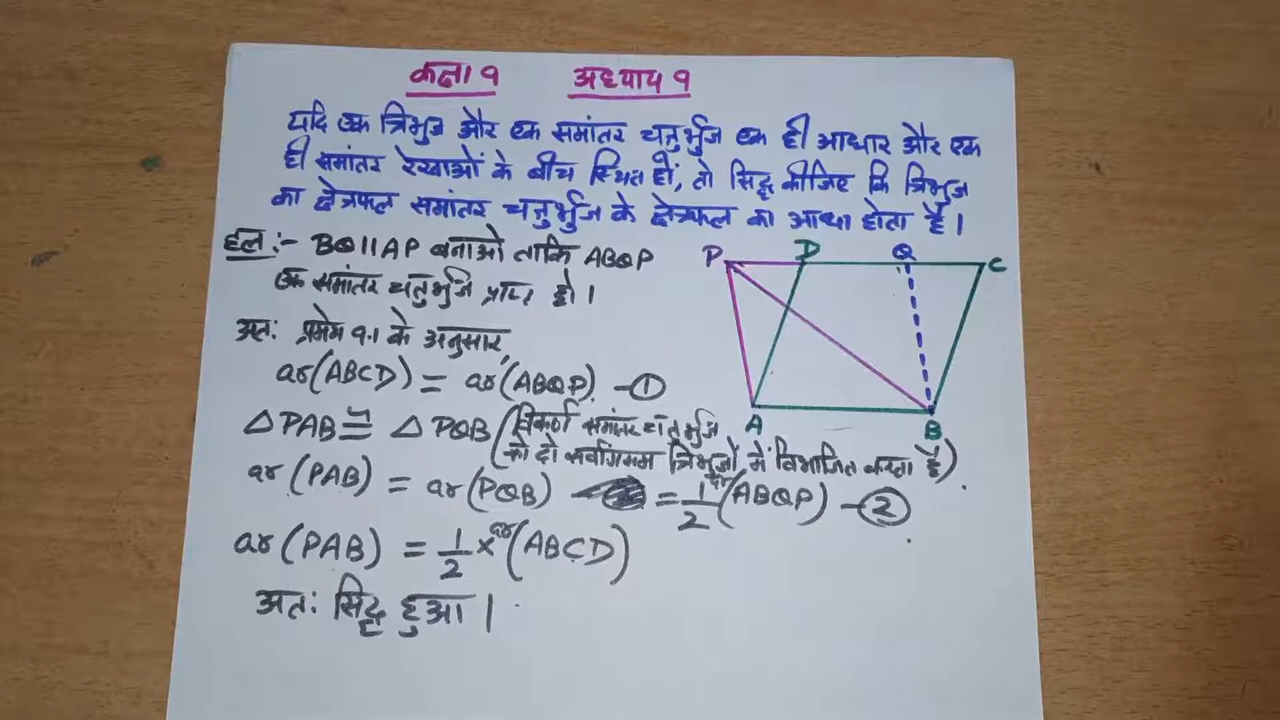 कक्षा 9 अध्याय 9
यदि एक त्रिभुज और एक समांतर चतुर्भुज एक ही आधार और एक
ही समांतर रेखाओं के बीच स्थित हों, तो सिद्ध कीजिए कि त्रिभुज
का क्षेत्रफल समांतर चतुर्भुज के क्षेत्रफल का आधा होता है।
हल:- BQ||AP बनाओ ताकि ABQP
एक समांतर चतुर्भुज प्राप्त हो।
अतः प्रमेय 9.1 के अनुसार,
ar(ABCD) = ar(ABQP) -①
△PAB ≅ △PQB (विकर्ण समांतर चतुर्भुज
को दो सर्वांगसम त्रिभुजों में विभाजित करता है).
ar(PAB) = ar(PQB) = 1/2 ar(ABQP) -②
ar(PAB) = 1/2 × ar(ABCD)
अतः सिद्ध हुआ।
P D Q C
A B